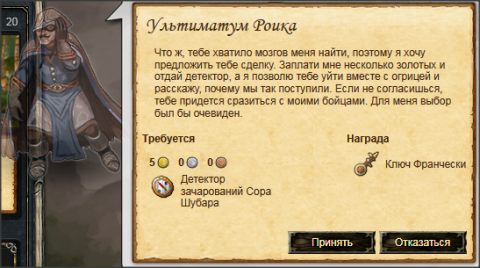 20
Ультиматум Роика
Что ж, тебе хватило мозгов меня найти, поэтому я хочу
предложить тебе сделку. Заплати мне несколько золотых и
отдай детектор, а я позволю тебе уйти вместе с огрицей и
расскажу, почему мы так поступили. Если не согласишься,
тебе придется сразиться с моими бойцами. Для меня выбор
был бы очевиден.
Требуется
Награда
5 0 0
Ключ Франчески
Детектор
зачарований Сора
Шубара
Принять
Отказаться